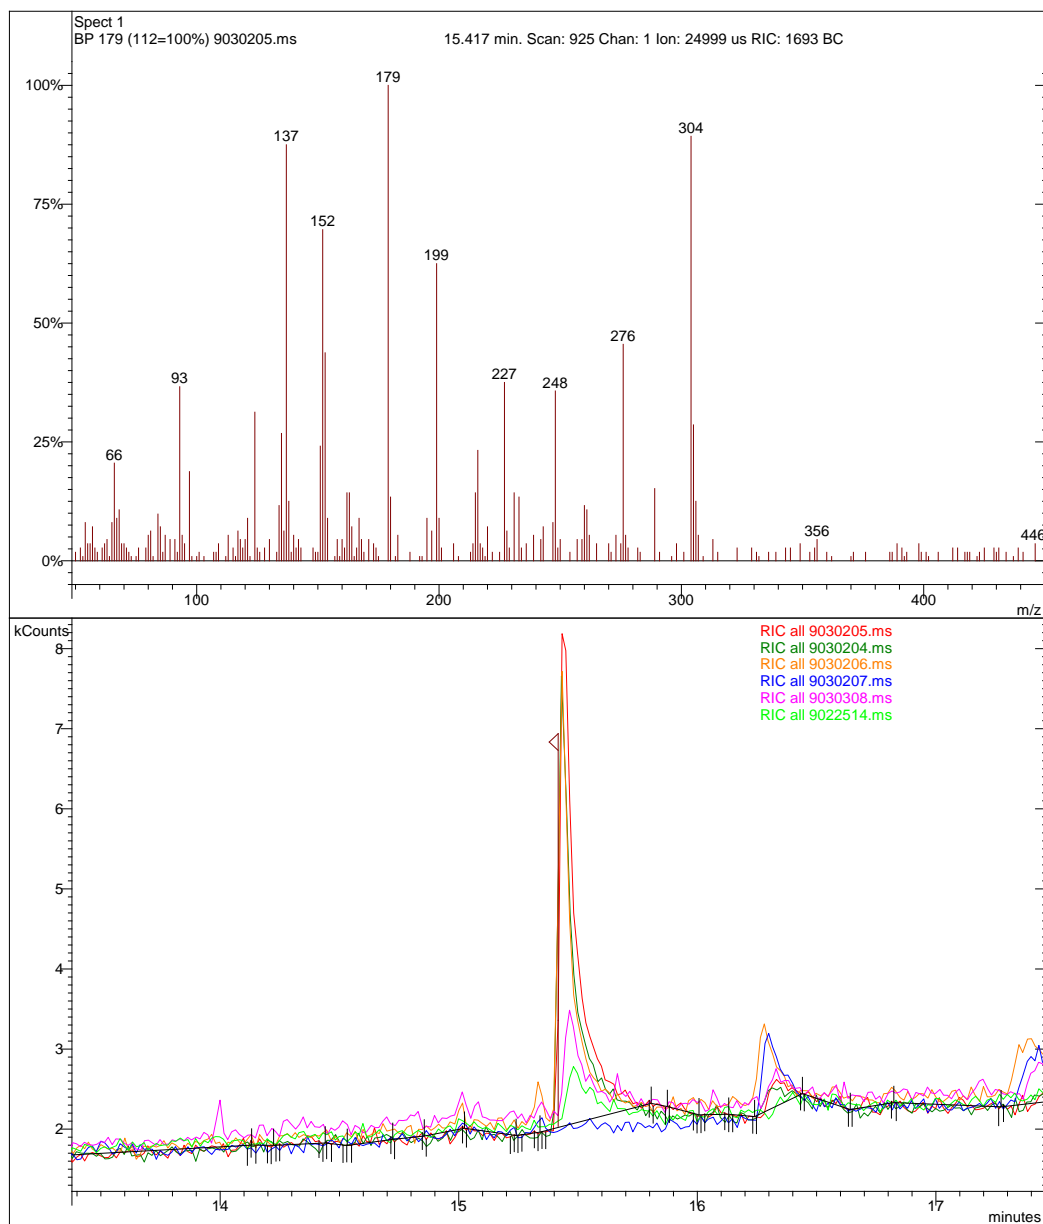 Spect 1
BP 179 (112=100%) 9030205.ms 15.417 min. Scan: 925 Chan: 1 Ion: 24999 us RIC: 1693 BC
100%
75%
50%
25%
0%
66
93
137
152
179
199
227
248
276
304
356
446
100 200 300 400
m/z
kCounts
8
7
6
5
4
3
2
RIC all 9030205.ms
RIC all 9030204.ms
RIC all 9030206.ms
RIC all 9030207.ms
RIC all 9030308.ms
RIC all 9022514.ms
14 15 16 17
minutes